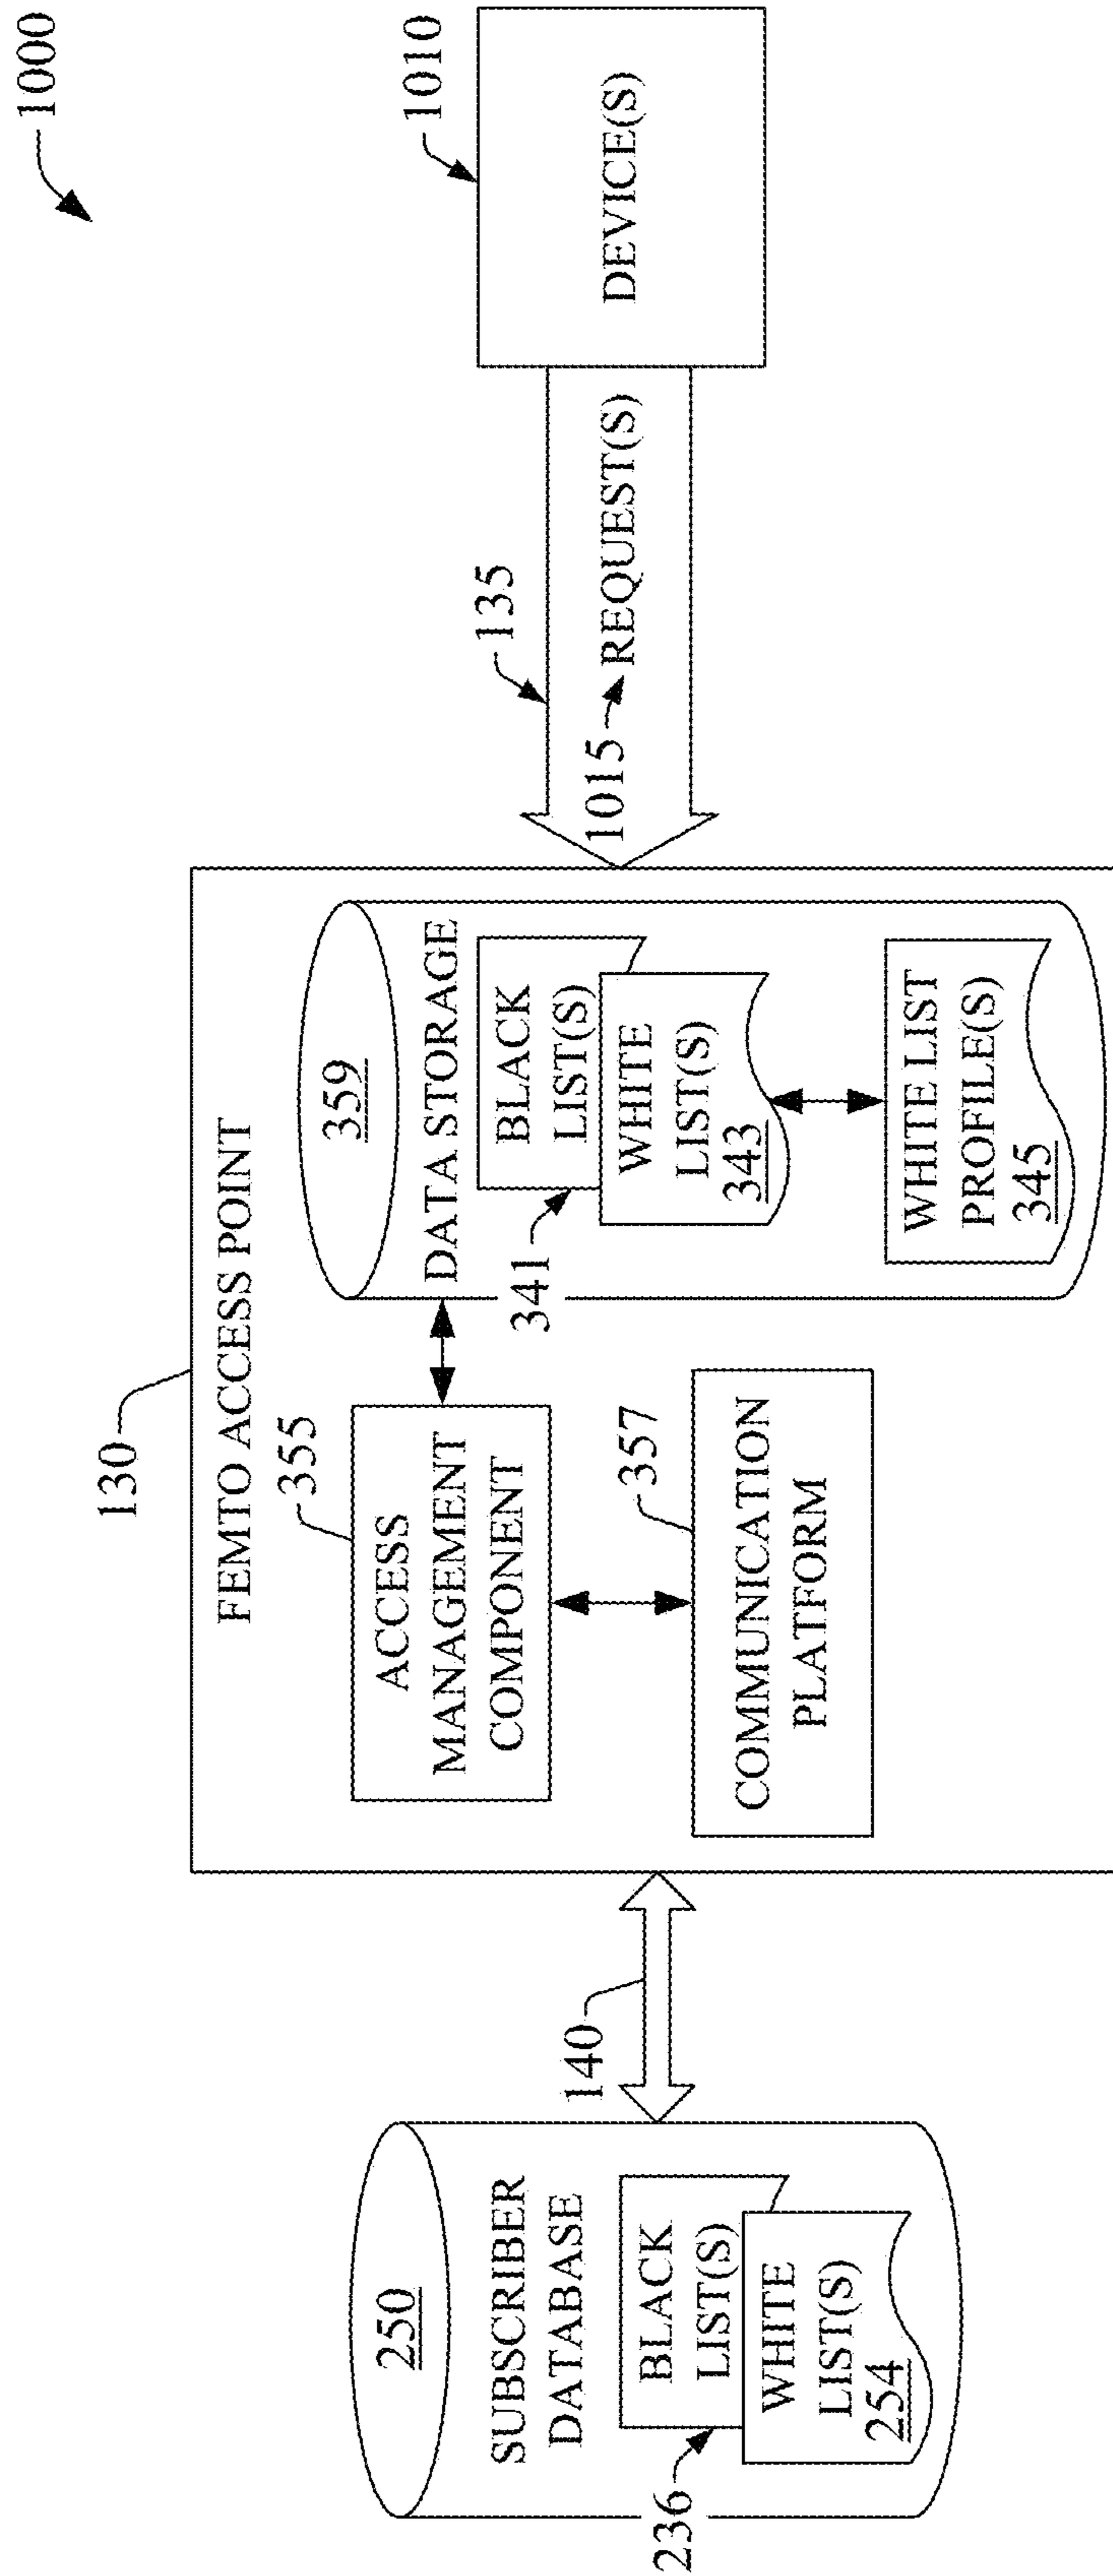 1000
130
FEMTO ACCESS POINT
250
SUBSCRIBER
DATABASE
BLACK
LIST(S)
WHITE
LIST(S)
254
236
140
355
ACCESS
MANAGEMENT
COMPONENT
357
COMMUNICATION
PLATFORM
359
DATA STORAGE
BLACK
LIST(S)
WHITE
LIST(S)
343
341
WHITE LIST
PROFILE(S)
345
135
1015
REQUEST(S)
1010
DEVICE(S)